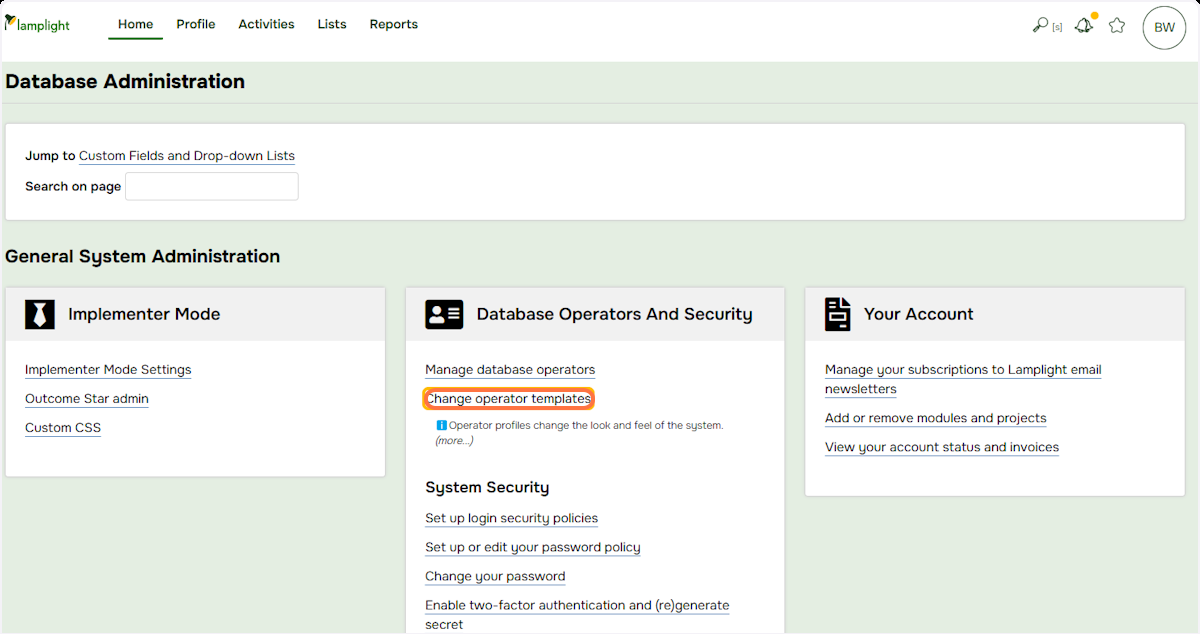 lamplight
Home Profile Activities Lists Reports
[s]
BW
Database Administration
Jump to Custom Fields and Drop-down Lists
Search on page
General System Administration
Implementer Mode
Implementer Mode Settings
Outcome Star admin
Custom CSS
Database Operators And Security
Manage database operators
Change operator templates
i Operator profiles change the look and feel of the system.
(more...)
System Security
Set up login security policies
Set up or edit your password policy
Change your password
Enable two-factor authentication and (re)generate
secret
Your Account
Manage your subscriptions to Lamplight email
newsletters
Add or remove modules and projects
View your account status and invoices